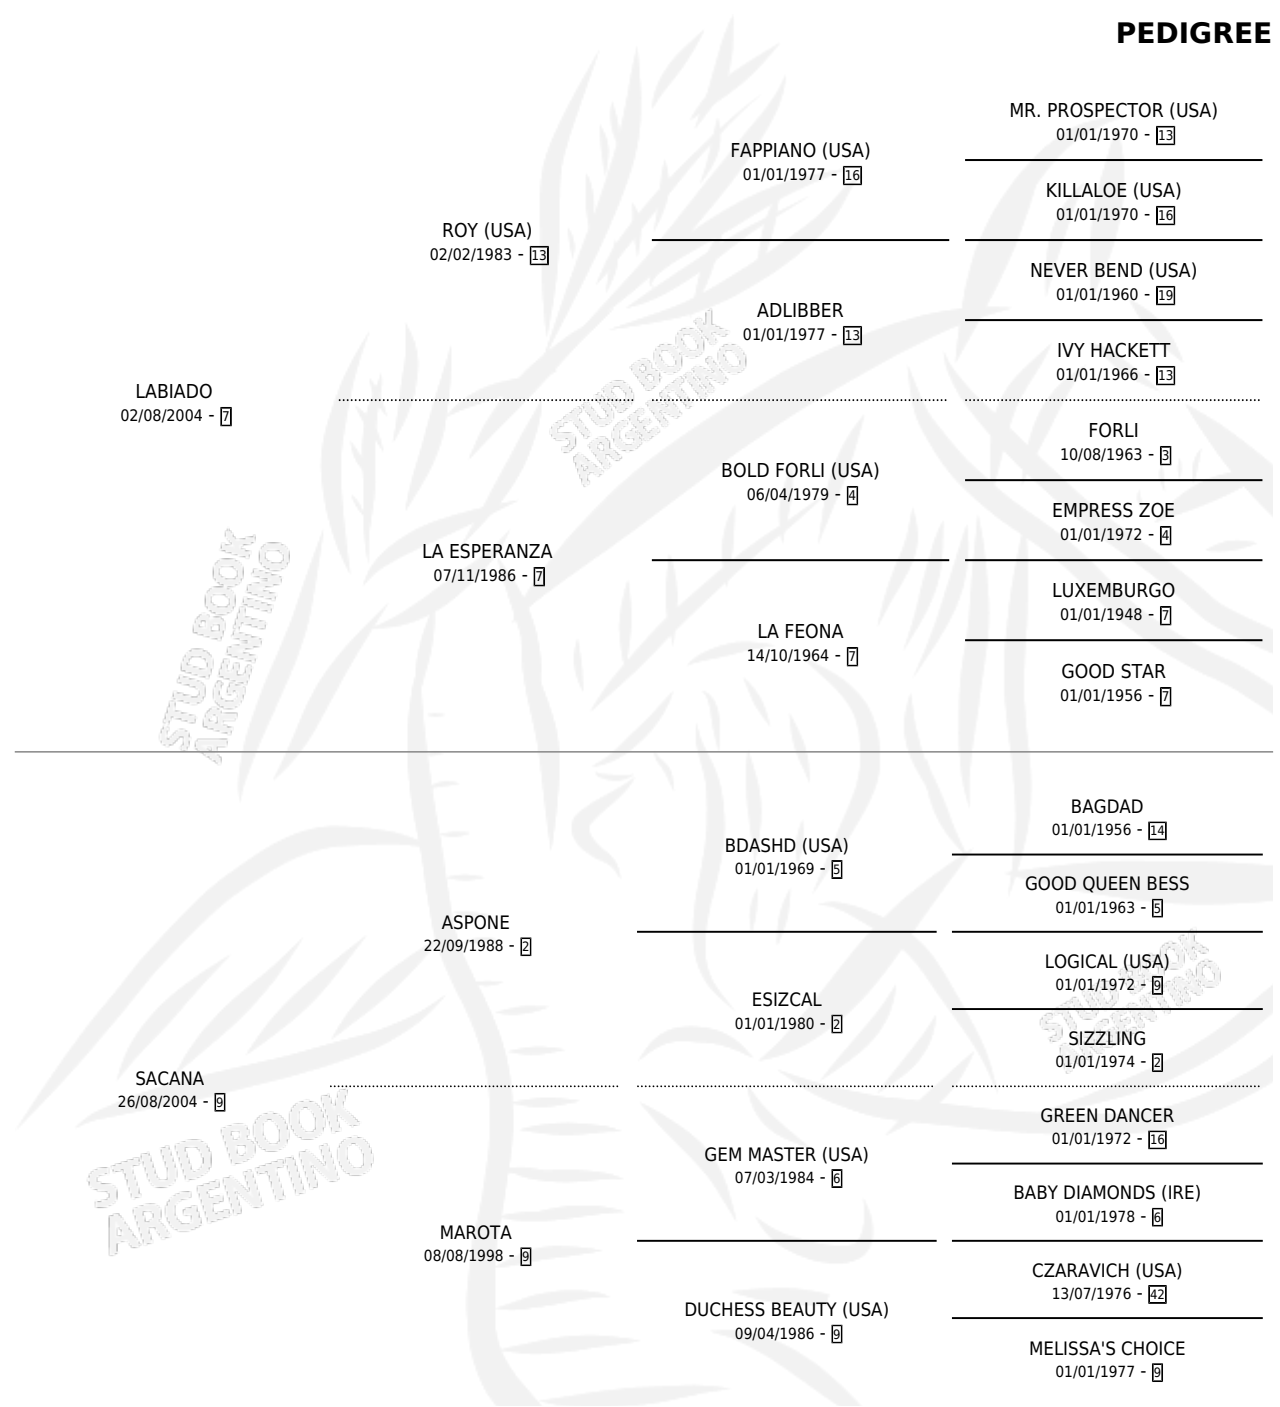 PEDIGREE
MR. PROSPECTOR (USA)
01/01/1970 - 13
FAPPIANO (USA)
01/01/1977 - 16
KILLALOE (USA)
01/01/1970 - 16
ROY (USA)
02/02/1983 - 13
NEVER BEND (USA)
01/01/1960 - 19
ADLIBBER
01/01/1977 - 13
IVY HACKETT
01/01/1966 - 13
LABIADO
02/08/2004 - 7
FORLI
10/08/1963 - 3
BOLD FORLI (USA)
06/04/1979 - 4
EMPRESS ZOE
01/01/1972 - 4
LA ESPERANZA
07/11/1986 - 7
LUXEMBURGO
01/01/1948 - 7
LA FEONA
14/10/1964 - 7
GOOD STAR
01/01/1956 - 7
STUD BOOK
ARGENTINO
STUD BOOK
ARGENTINO
BAGDAD
01/01/1956 - 14
BDASHD (USA)
01/01/1969 - 5
GOOD QUEEN BESS
01/01/1963 - 5
ASPONE
22/09/1988 - 2
LOGICAL (USA)
01/01/1972 - 9
ESIZCAL
01/01/1980 - 2
SIZZLING
01/01/1974 - 2
SACANA
26/08/2004 - 9
GREEN DANCER
01/01/1972 - 16
GEM MASTER (USA)
07/03/1984 - 6
BABY DIAMONDS (IRE)
01/01/1978 - 6
MAROTA
08/08/1998 - 9
CZARAVICH (USA)
13/07/1976 - 42
DUCHESS BEAUTY (USA)
09/04/1986 - 9
MELISSA'S CHOICE
01/01/1977 - 9
STUD BOOK
ARGENTINO
STUD BOOK
ARGENTINO